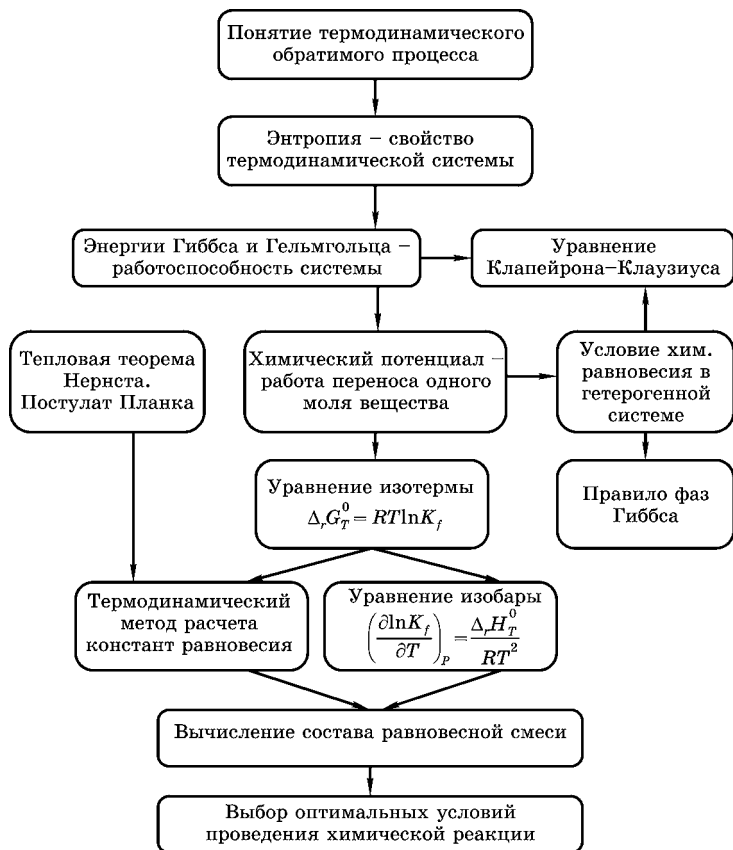 Понятие термодинамического
обратимого процесса
Энтропия – свойство
термодинамической системы
Энергии Гиббса и Гельмгольца –
работоспособность системы
Уравнение
Клапейрона–Клаузиуса
Тепловая теорема
Нернста.
Постулат Планка
Химический потенциал –
работа переноса одного
моля вещества
Условие хим.
равновесия в
гетерогенной
системе
Уравнение изотермы
Δ_rG_T^0 = RTlnK_f
Правило фаз
Гиббса
Термодинамический
метод расчета
констант равновесия
Уравнение изобары
(∂lnK_f/∂T)_P = Δ_rH_T^0/RT^2
Вычисление состава равновесной смеси
Выбор оптимальных условий
проведения химической реакции